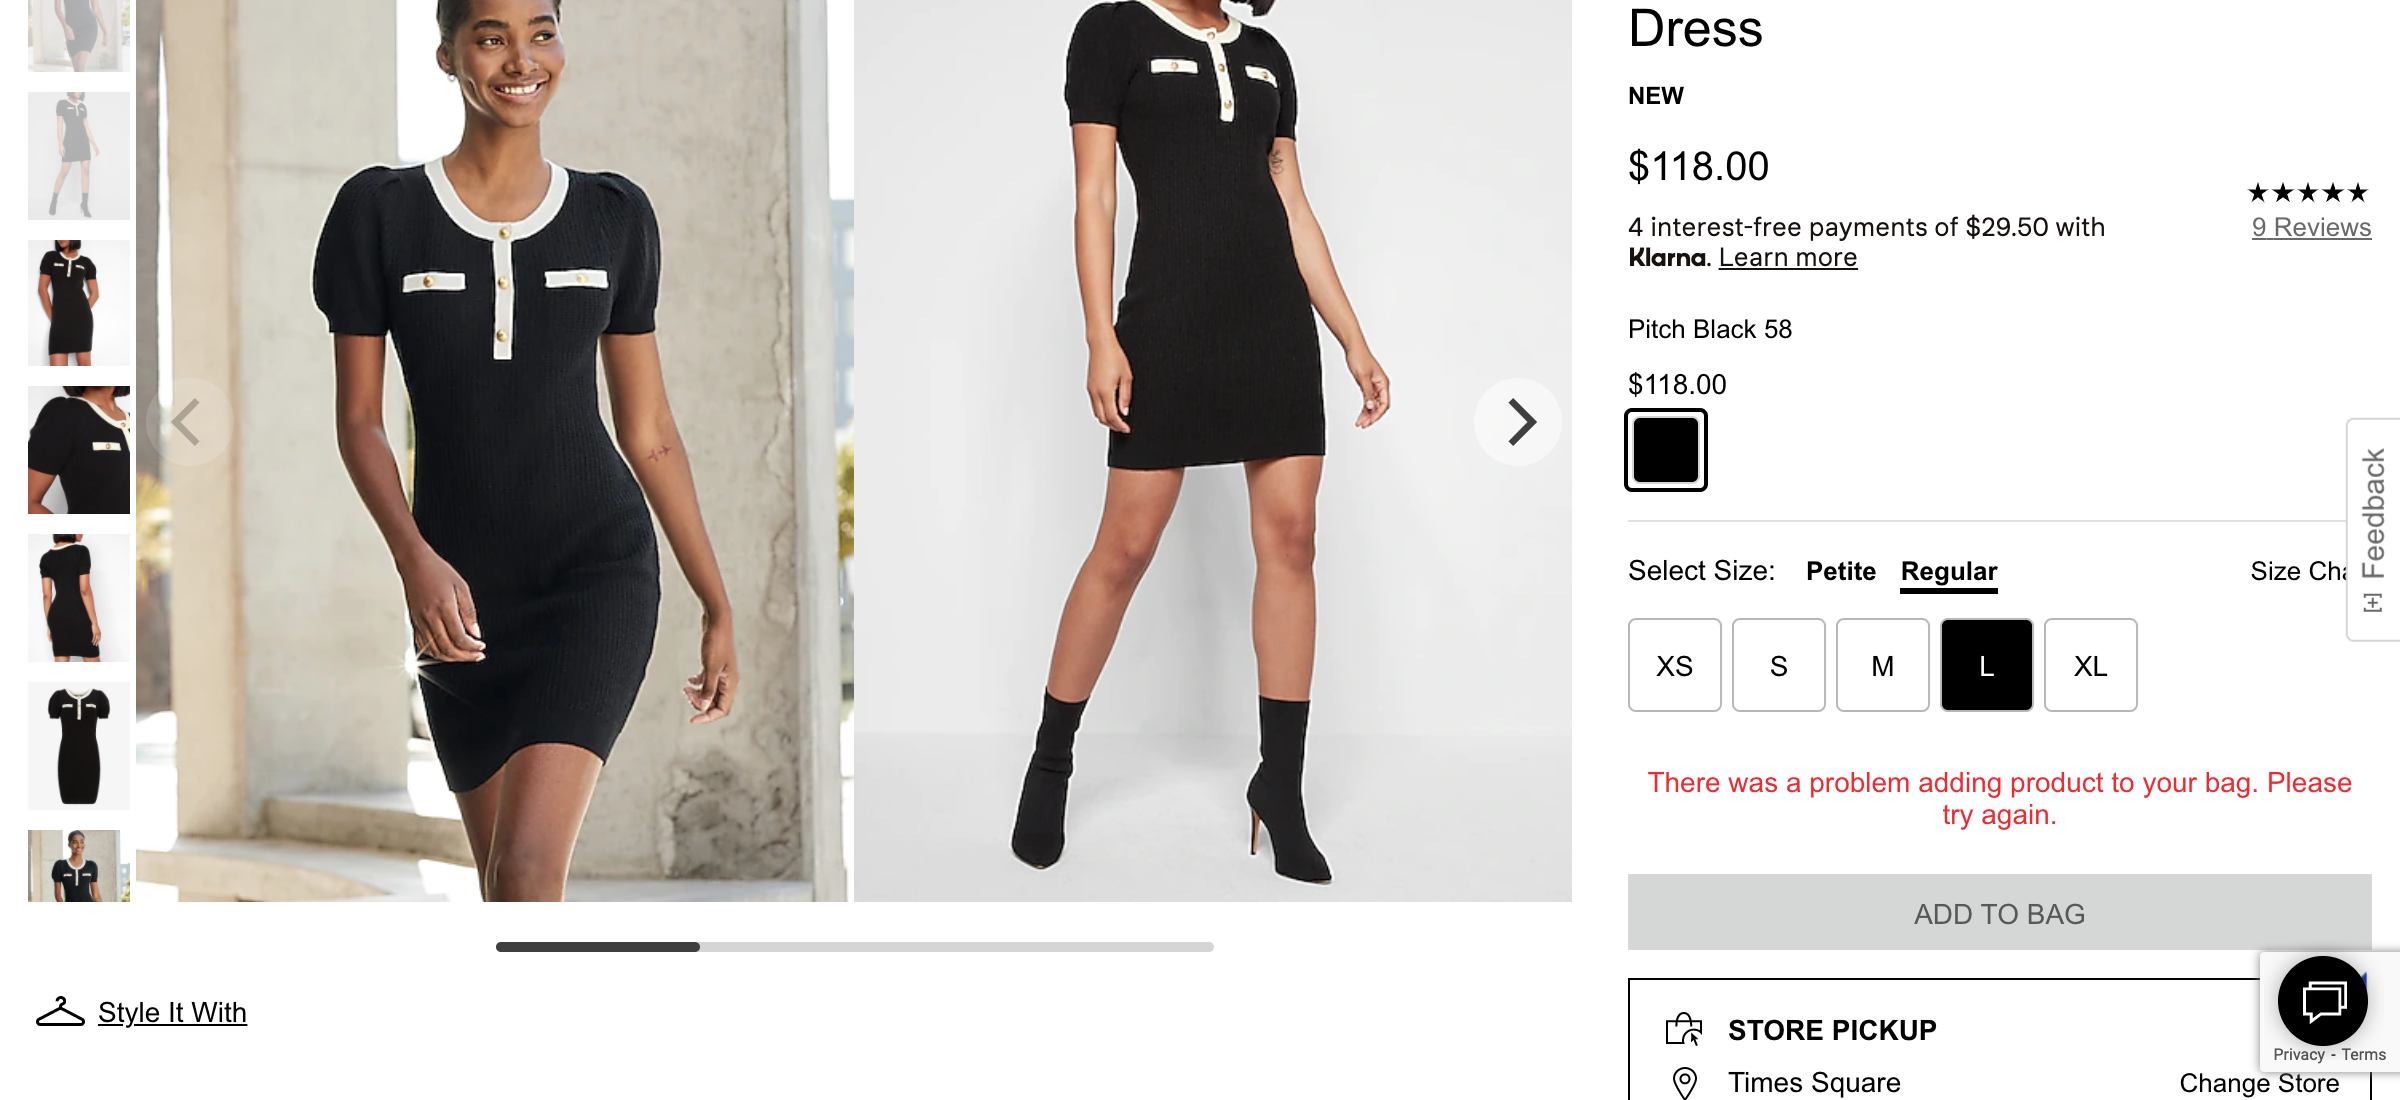 Dress
NEW
$118.00
★★★★★
9 Reviews
4 interest-free payments of $29.50 with
Klarna. Learn more
Pitch Black 58
$118.00
Select Size: Petite Regular
XS S M L XL
There was a problem adding product to your bag. Please
try again.
ADD TO BAG
STORE PICKUP
Times Square
Change Store
Style It With
[+] Feedback
Privacy - Terms
Size